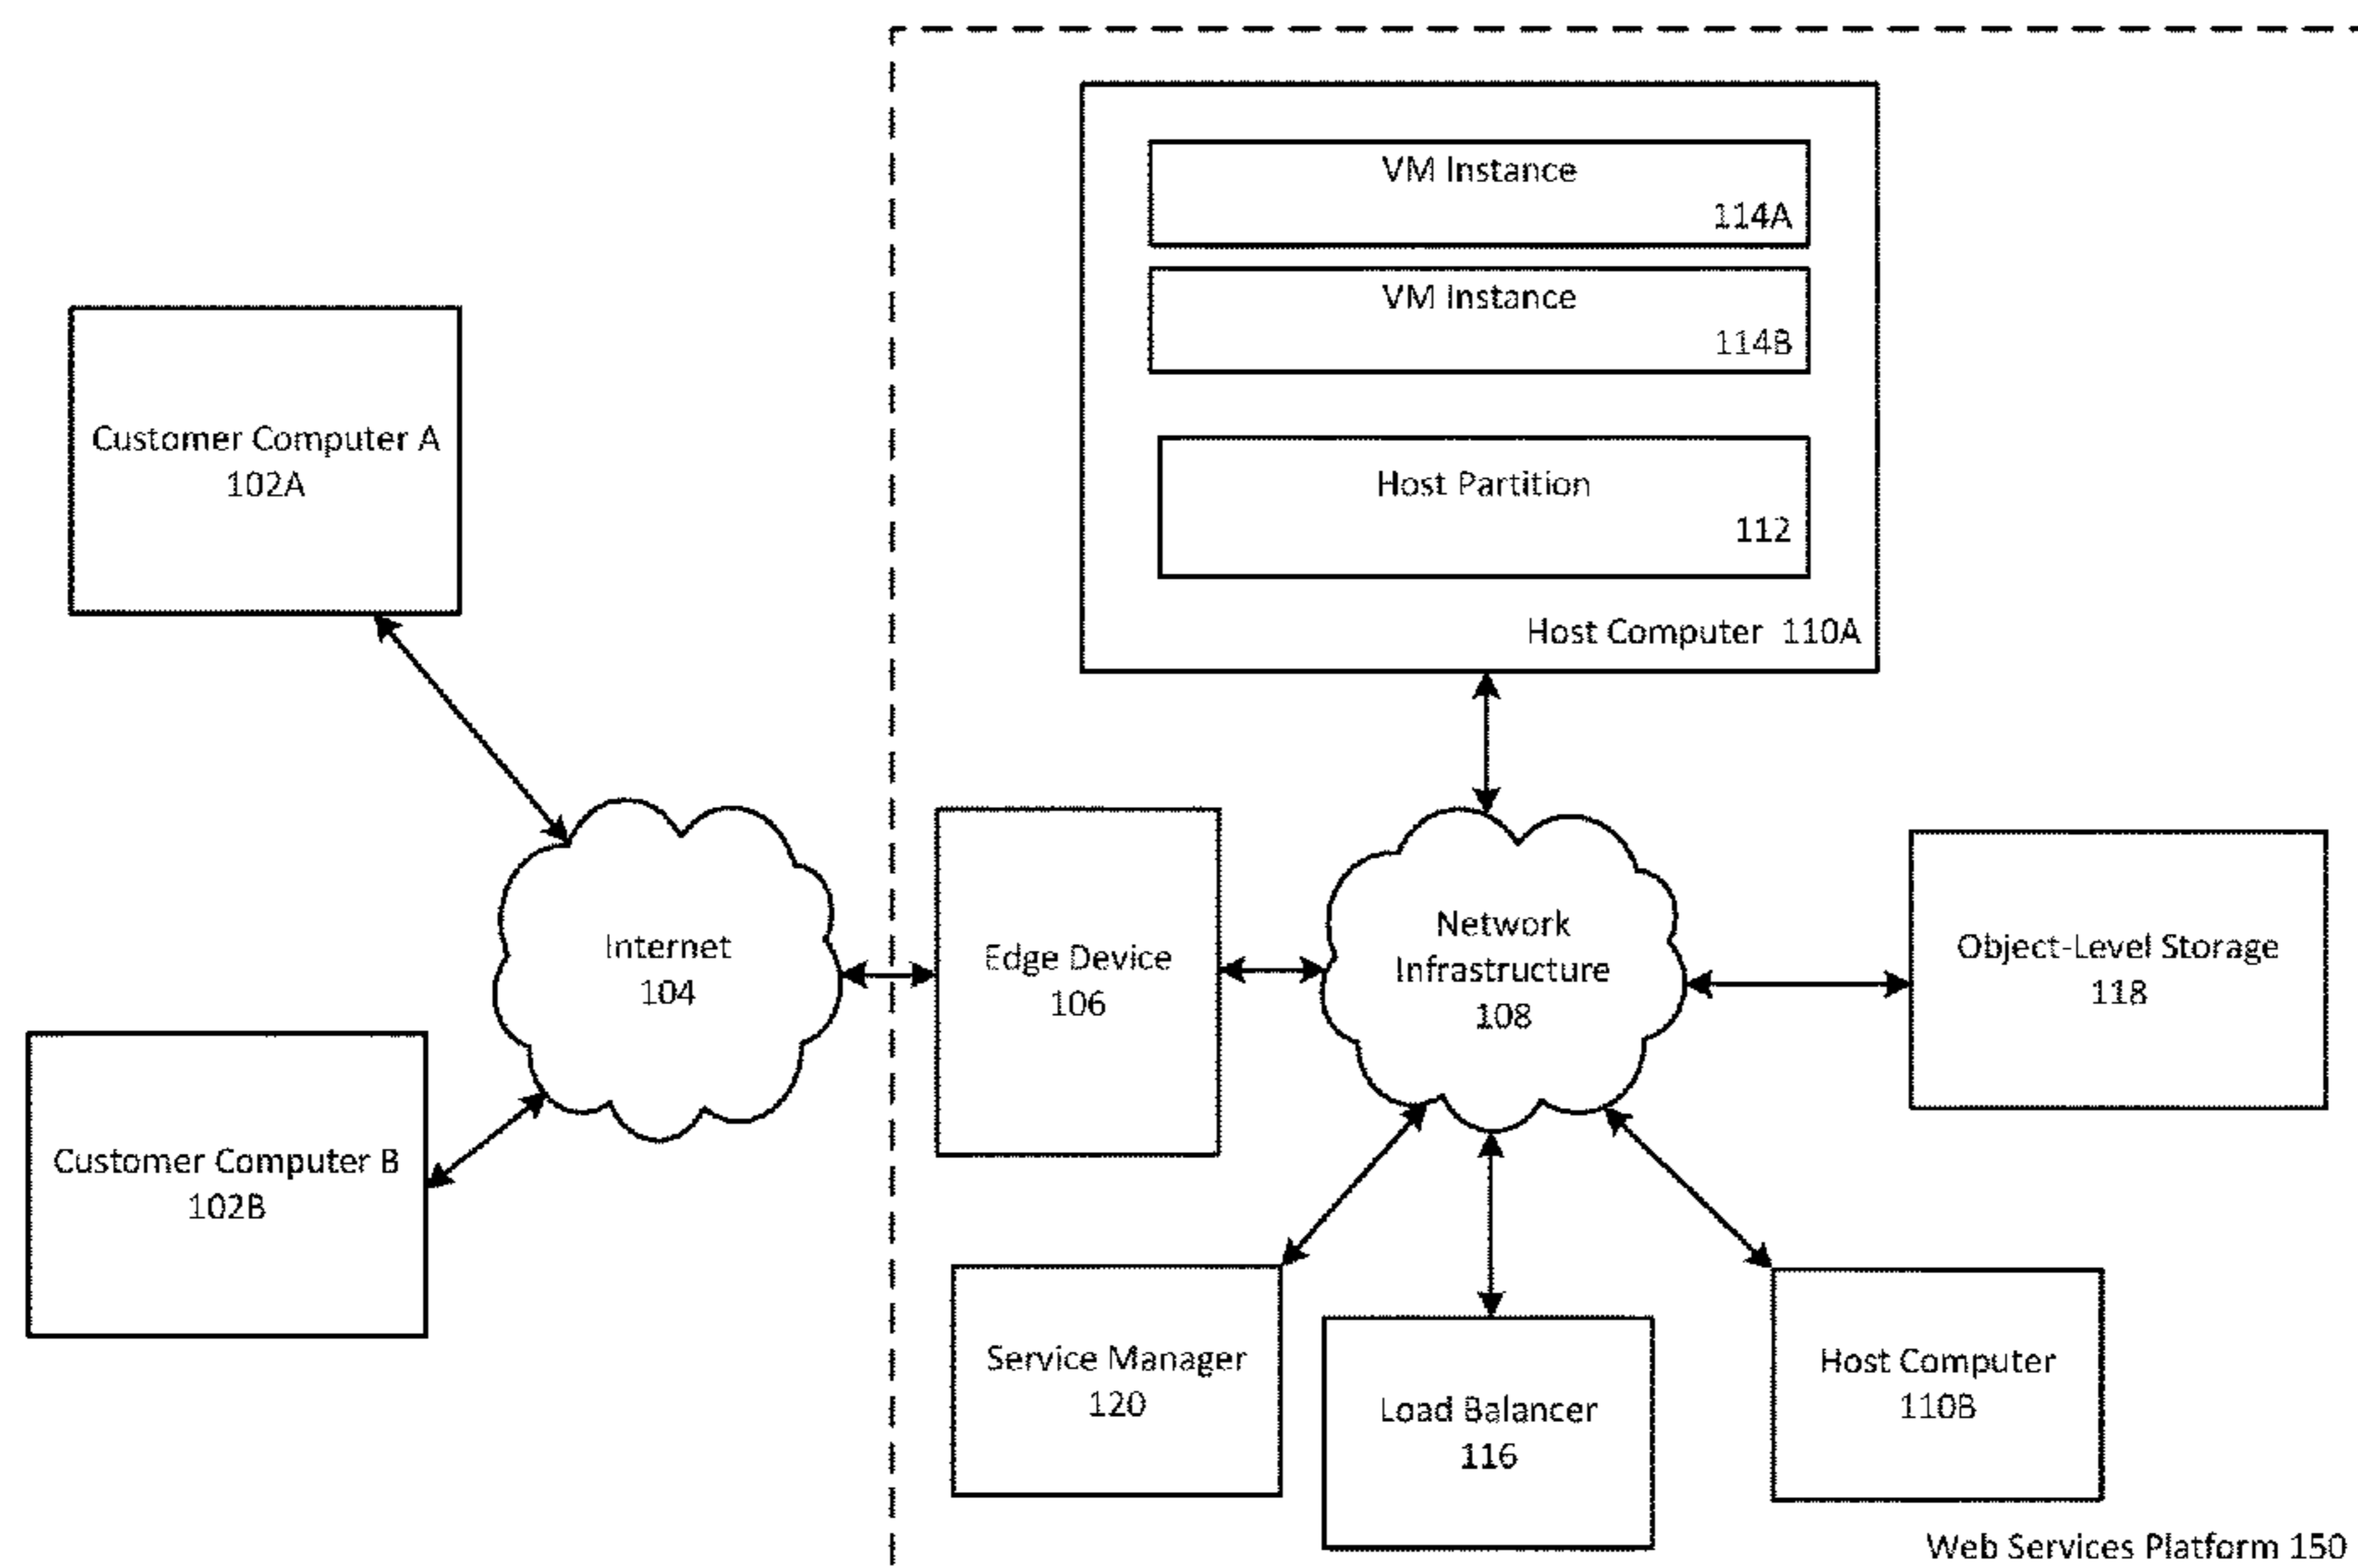 VM Instance
114A
VM Instance
114B
Host Partition
112
Host Computer 110A
Customer Computer A
102A
Internet
104
Customer Computer B
102B
Edge Device
106
Network
Infrastructure
108
Object-Level Storage
118
Service Manager
120
Load Balancer
116
Host Computer
110B
Web Services Platform 150